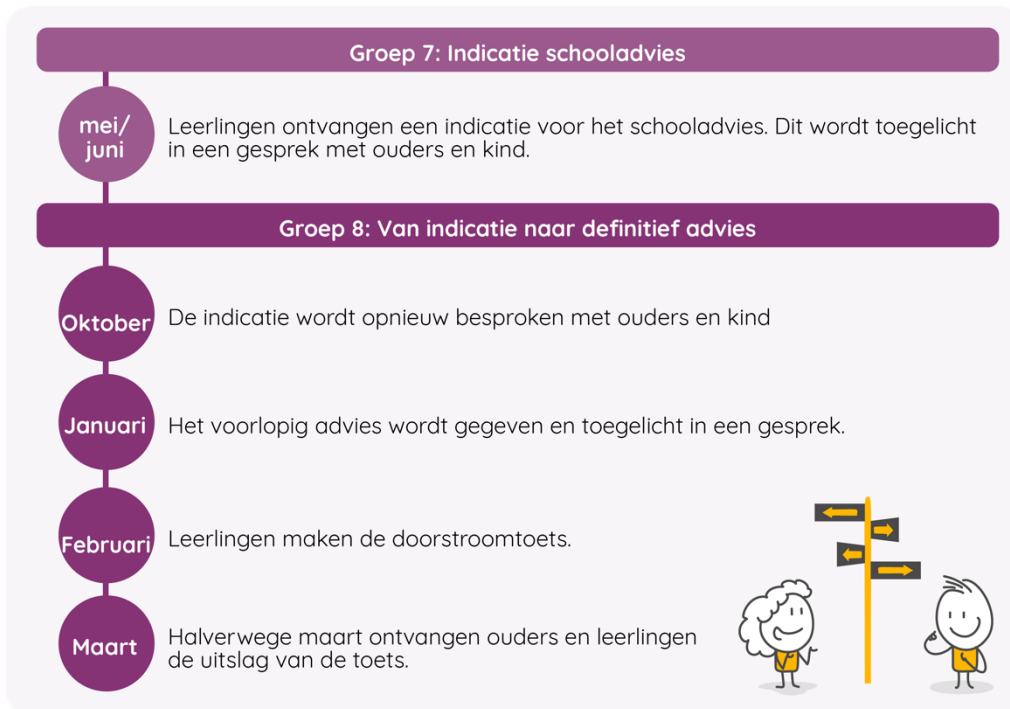 Groep 7: Indicatie schooladvies
mei/
juni
Leerlingen ontvangen een indicatie voor het schooladvies. Dit wordt toegelicht
in een gesprek met ouders en kind.
Groep 8: Van indicatie naar definitief advies
Oktober
De indicatie wordt opnieuw besproken met ouders en kind
Januari
Het voorlopig advies wordt gegeven en toegelicht in een gesprek.
Februari
Leerlingen maken de doorstroomtoets.
Maart
Halverwege maart ontvangen ouders en leerlingen
de uitslag van de toets.